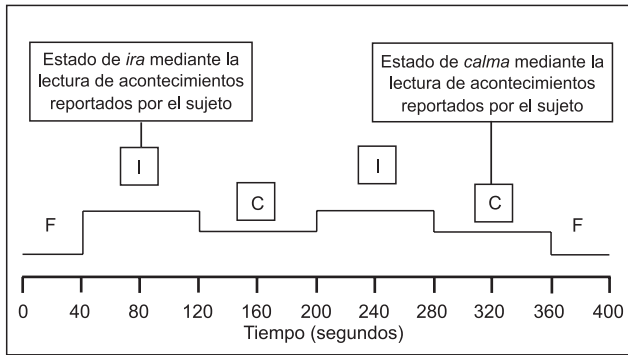 Estado de ira mediante la
lectura de acontecimientos
reportados por el sujeto
Estado de calma mediante la
lectura de acontecimientos
reportados por el sujeto
I
I
C
C
F
F
0 40 80 120 160 200 240 280 320 360 400
Tiempo (segundos)